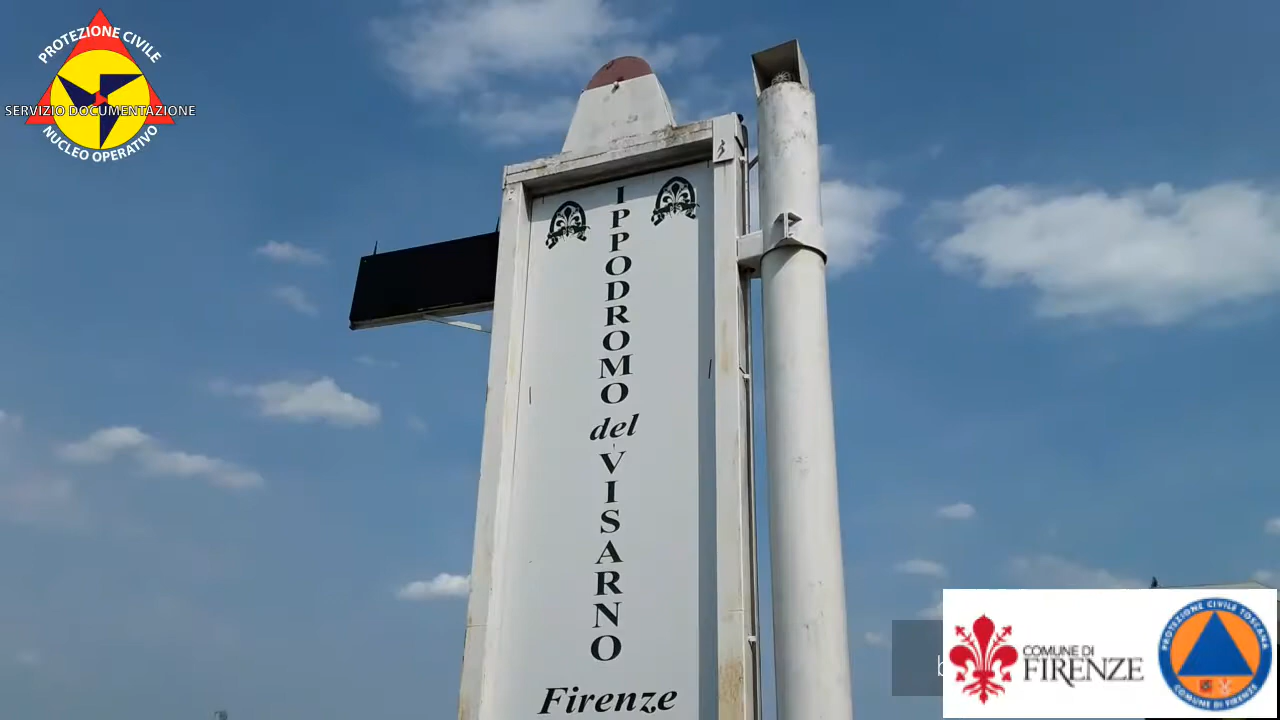 PROTEZIONE CIVILE
SERVIZIO DOCUMENTAZIONE
NUCLEO OPERATIVO
IPPODROMO
del
VISARNO
Firenze
COMUNE DI
FIRENZE
PROTEZIONE CIVILE TOSCANA
COMUNE DI FIRENZE